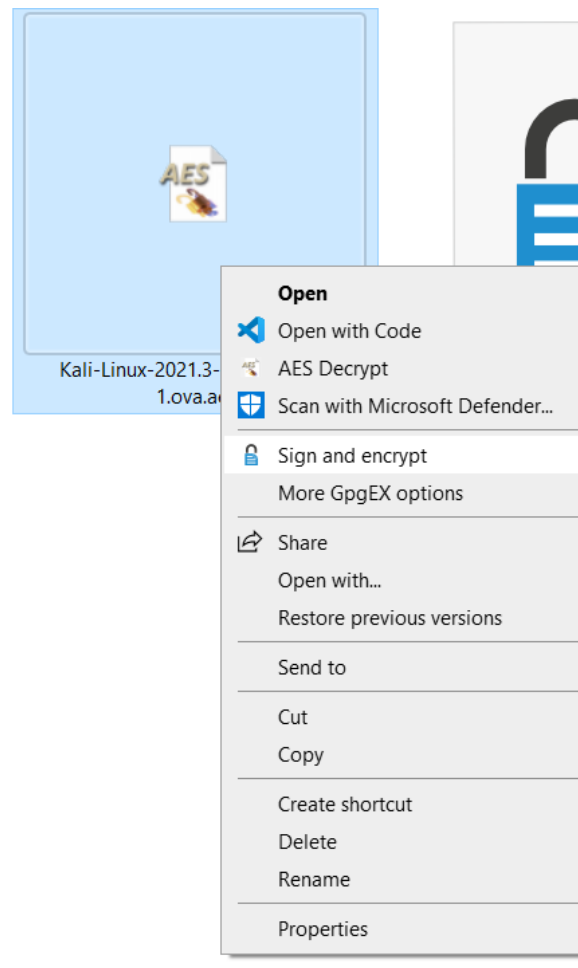 AES
Kali-Linux-2021.3-
1.ova.a
Open
Open with Code
AES Decrypt
Scan with Microsoft Defender...
Sign and encrypt
More GpgEX options
Share
Open with...
Restore previous versions
Send to
Cut
Copy
Create shortcut
Delete
Rename
Properties